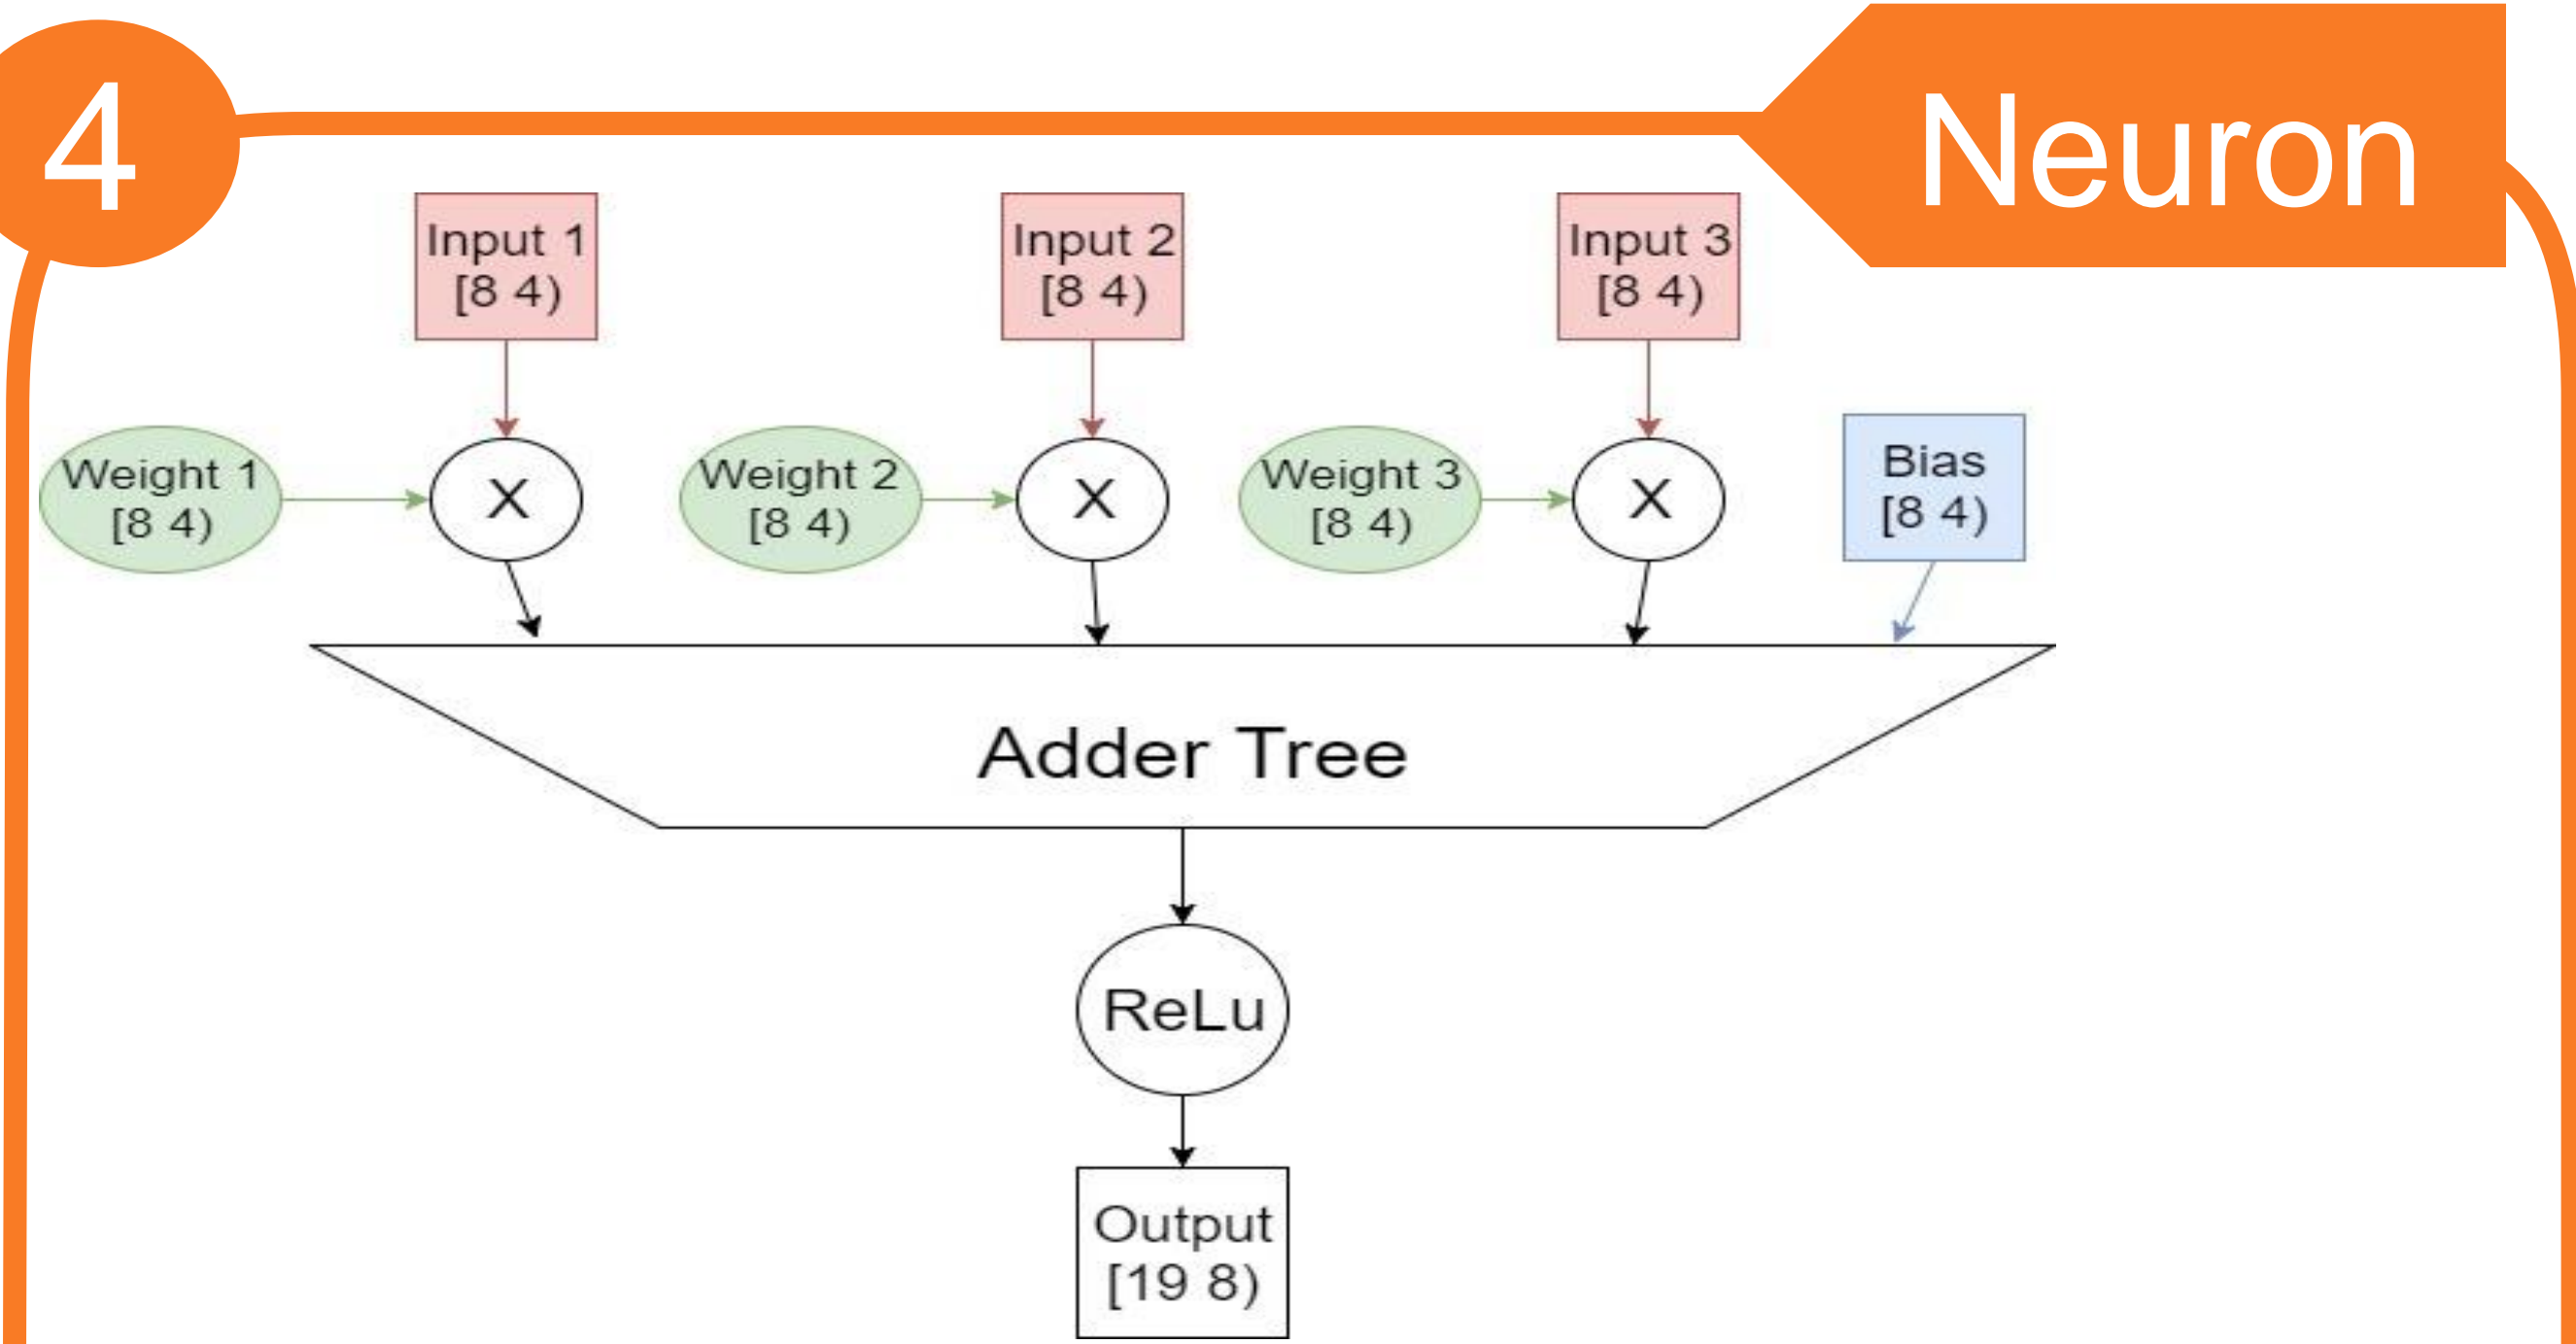 4
Neuron
Input 1
[8 4)
Input 2
[8 4)
Input 3
[8 4)
Weight 1
[8 4)
X
Weight 2
[8 4)
X
Weight 3
[8 4)
X
Bias
[8 4)
Adder Tree
ReLu
Output
[19 8)